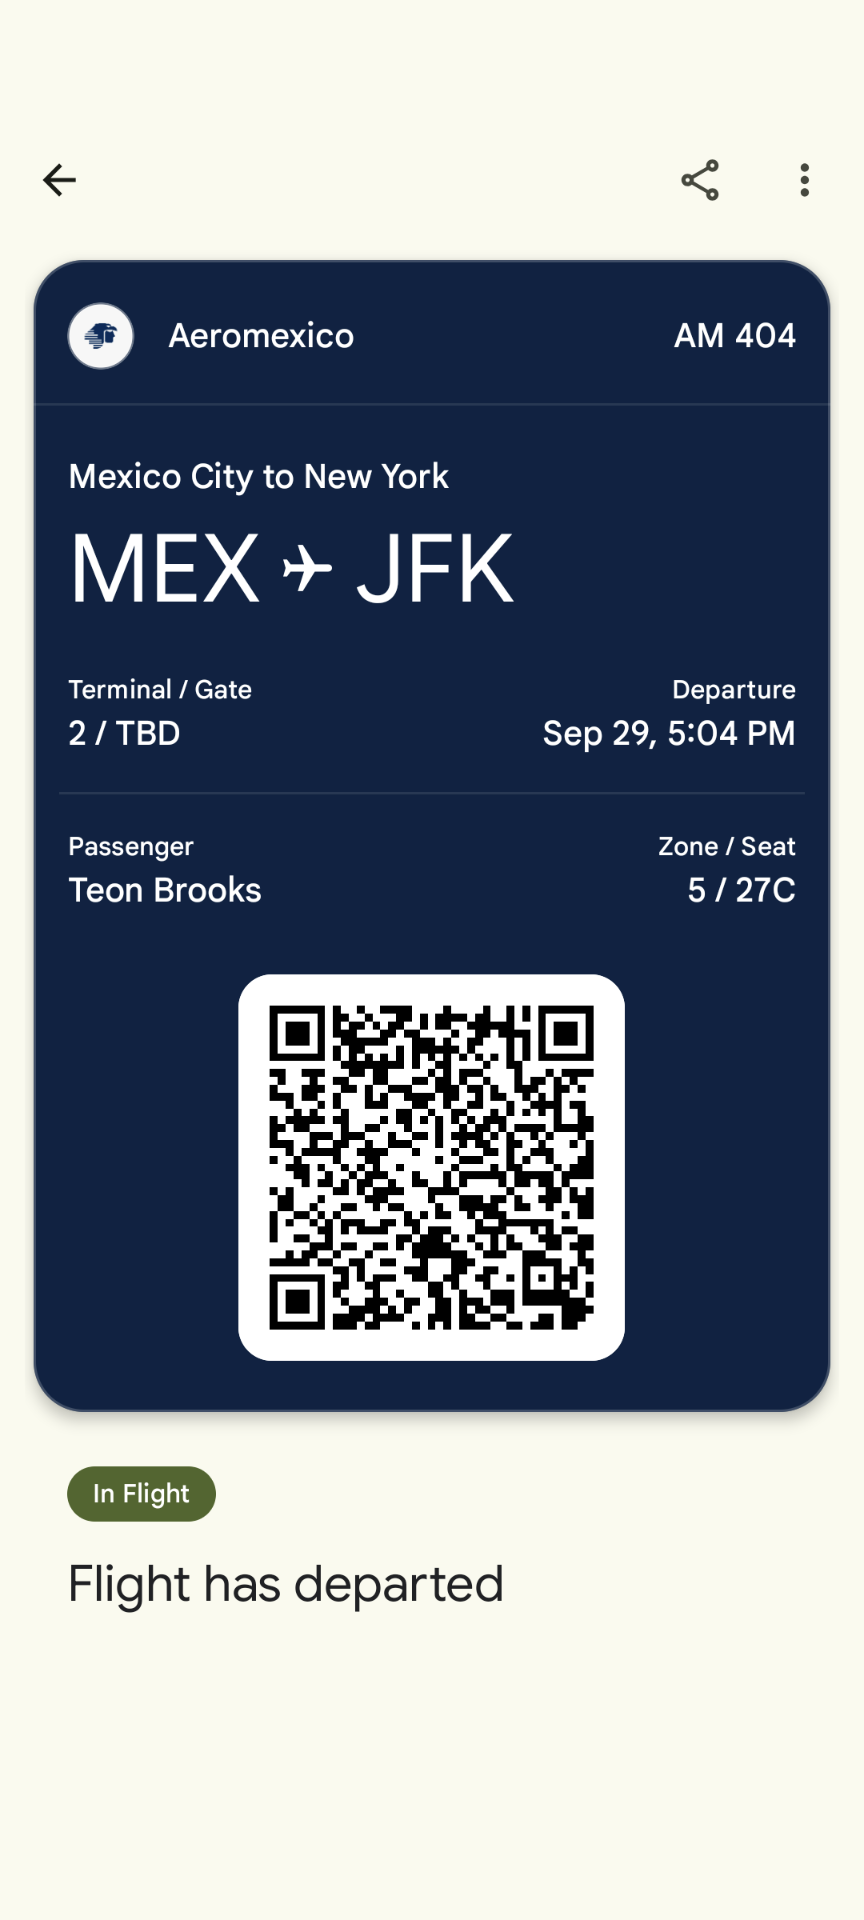 Aeromexico AM 404
Mexico City to New York
MEX ✈ JFK
Terminal / Gate Departure
2 / TBD Sep 29, 5:04 PM
Passenger Zone / Seat
Teon Brooks 5 / 27C
In Flight
Flight has departed